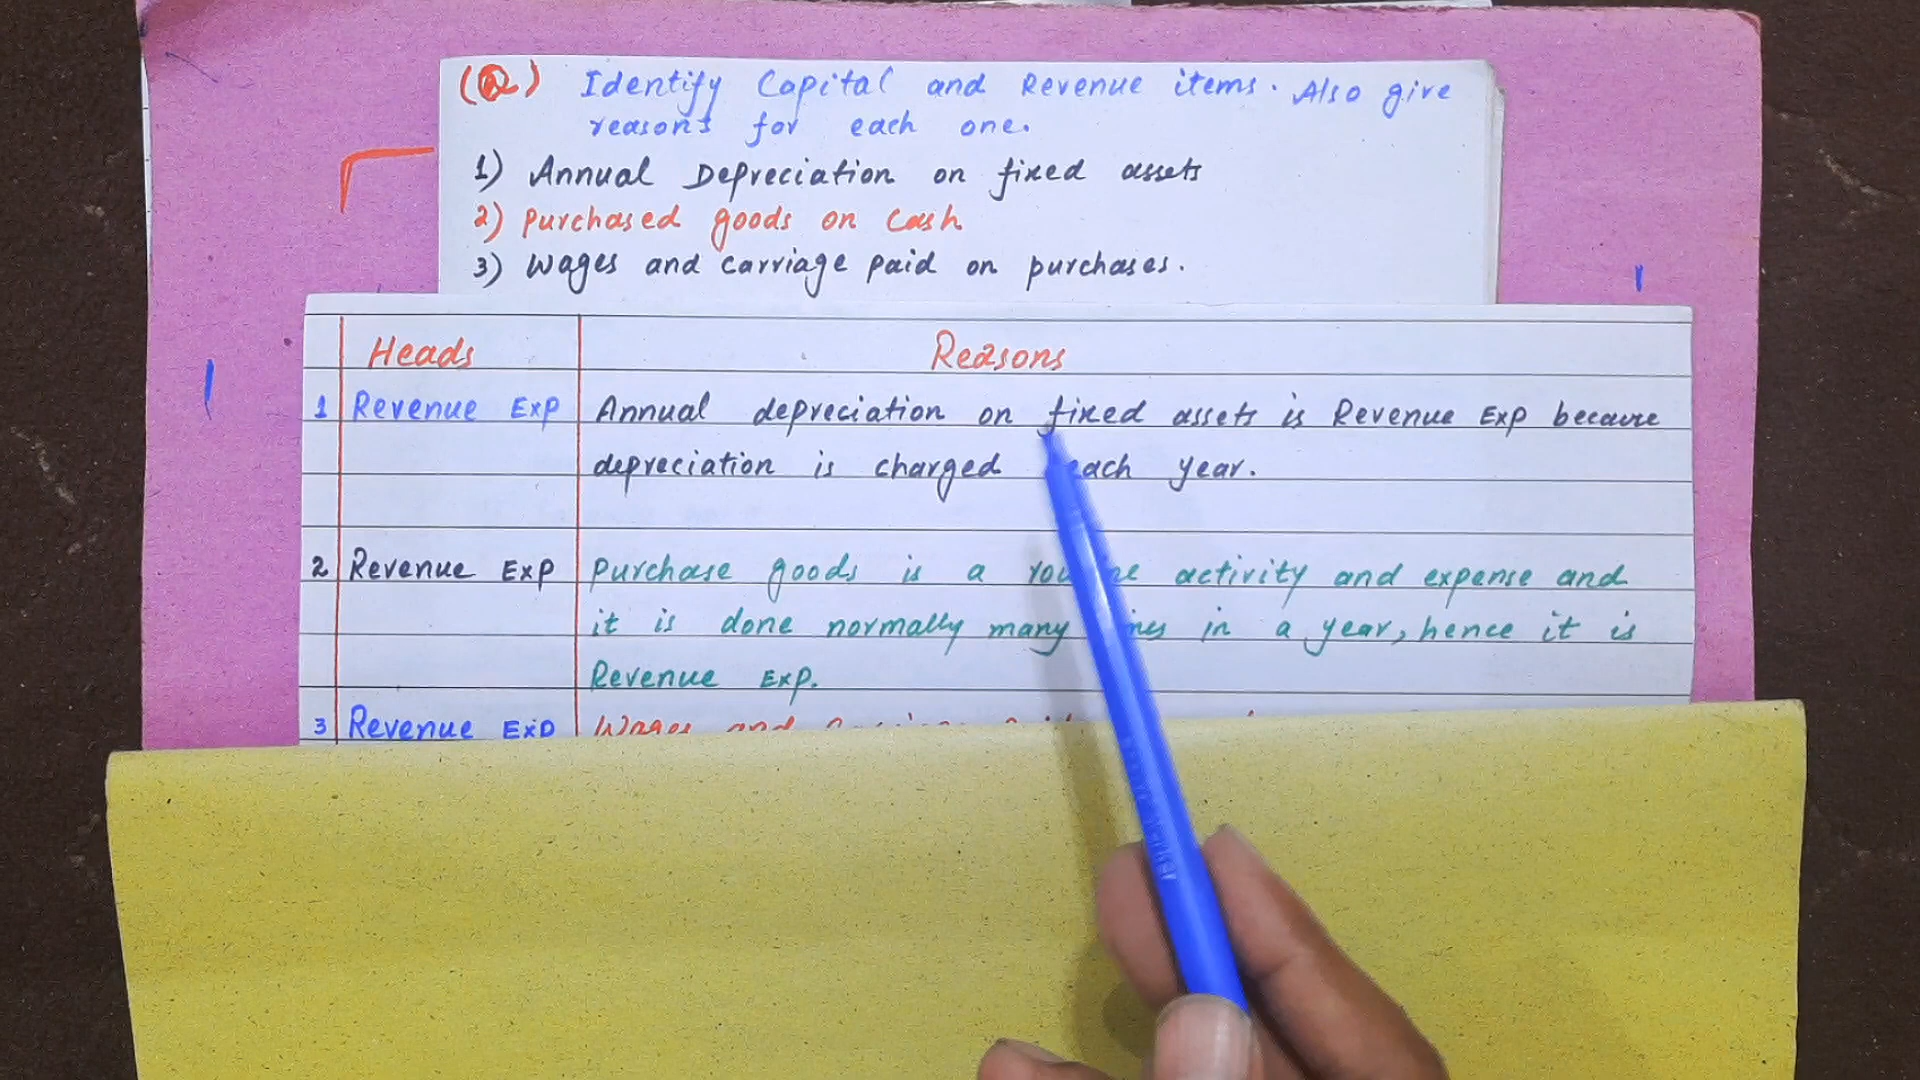 (Q) Identify Capital and Revenue items. Also give
reasons for each one.
1) Annual Depreciation on fixed assets
2) Purchased goods on Cash
3) Wages and carriage paid on purchases.
Heads Reasons
1 Revenue Exp Annual depreciation on fixed assets is Revenue Exp because
depreciation is charged each year.
2 Revenue Exp Purchase goods is a activity and expense and
it is done normally many in a year, hence it is
Revenue Exp.
3 Revenue Exp Wages and